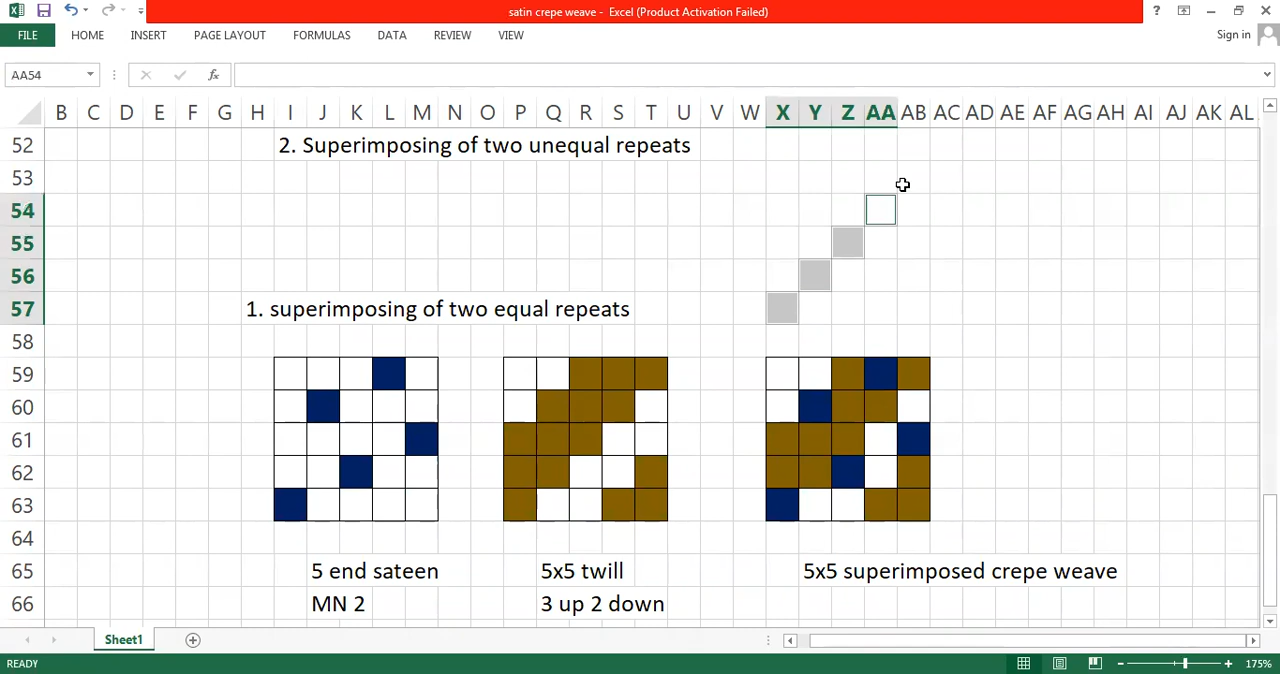 satin crepe weave - Excel (Product Activation Failed)
?
FILE HOME INSERT PAGE LAYOUT FORMULAS DATA REVIEW VIEW Sign in
AA54 fx
B C D E F G H I J K L M N O P Q R S T U V W X Y Z AA AB AC AD AE AF AG AH AI AJ AK AL
52 2. Superimposing of two unequal repeats
53
54
55
56
57 1. superimposing of two equal repeats
58
59
60
61
62
63
64
65 5 end sateen 5x5 twill 5x5 superimposed crepe weave
66 MN 2 3 up 2 down
Sheet1
READY 175%